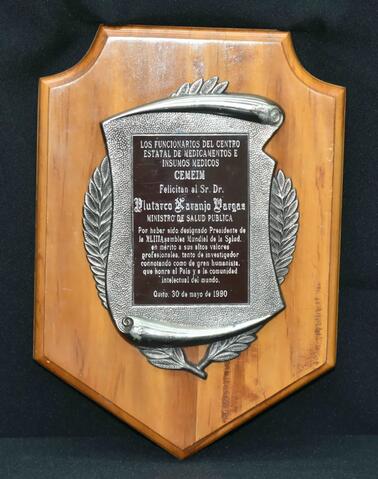 LOS FUNCIONARIOS DEL CENTRO
ESTATAL DE MEDICAMENTOS E
INSUMOS MEDICOS
CEMEIM
Felicitan al Sr. Dr.
Plutarco Naranjo Vargas
MINISTRO DE SALUD PUBLICA
Por haber sido designado Presidente de
la XLIIIAsamblea Mundial de la Salud,
en mérito a sus altos valores
profesionales, tanto de investigador
connotando como de gran humanista,
que honra al País y a la comunidad
intelectual del mundo.
Quito, 30 de mayo de 1990